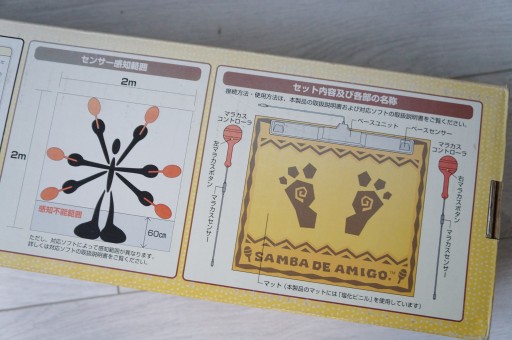 センサー感知範囲
2m
2m
感知不能範囲
60㎝
ただし、対応ソフトによって感知範囲が異なります。
詳しくは対応ソフトの取扱説明書をご覧ください。
セット内容及び各部の名称
接続方法・使用方法は、本製品の取扱説明書および対応ソフトの取扱説明書をご覧ください。
マラカス
コントローラ
ベースユニット
ベースセンサー
マラカス
コントローラ
左マラカスボタン
マラカスセンサー
右マラカスボタン
マラカスセンサー
SAMBA DE AMIGO™
マット(本製品のマットには「塩化ビニル」を使用しています)